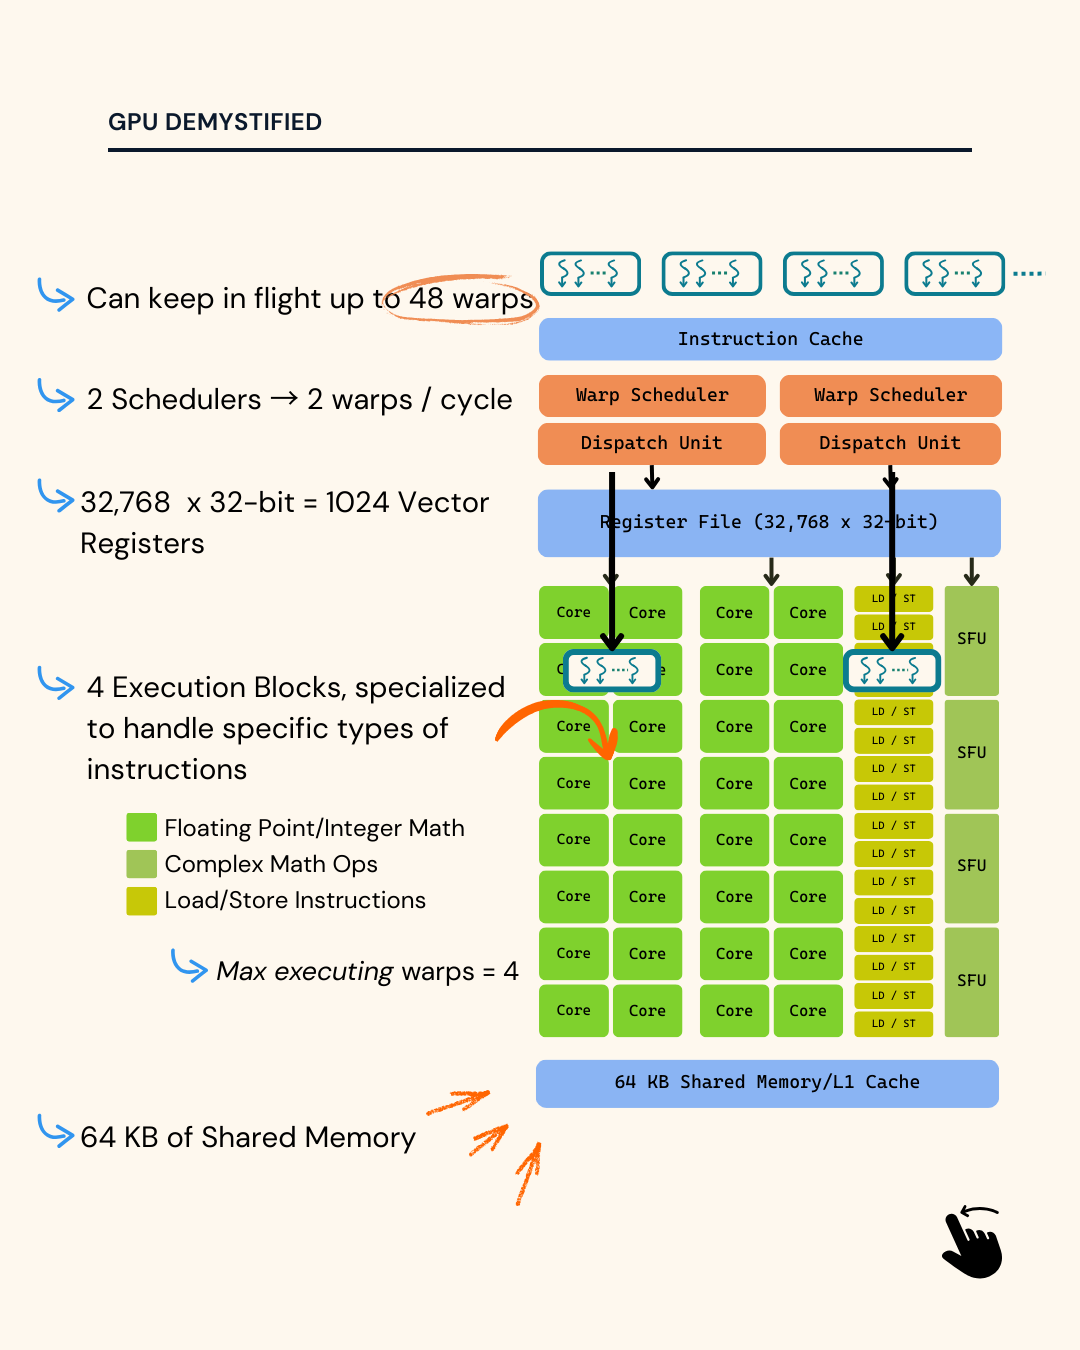 GPU DEMYSTIFIED
Can keep in flight up to 48 warps
2 Schedulers → 2 warps / cycle
32,768 x 32-bit = 1024 Vector
Registers
4 Execution Blocks, specialized
to handle specific types of
instructions
Floating Point/Integer Math
Complex Math Ops
Load/Store Instructions
Max executing warps = 4
64 KB of Shared Memory
Instruction Cache
Warp Scheduler
Warp Scheduler
Dispatch Unit
Dispatch Unit
Register File (32,768 x 32-bit)
Core Core Core Core
Core Core
Core Core Core Core
Core Core Core Core
Core Core Core Core
Core Core Core Core
Core Core Core Core
Core Core Core Core
LD / ST
LD / ST
LD / ST
LD / ST
LD / ST
LD / ST
LD / ST
LD / ST
LD / ST
LD / ST
LD / ST
LD / ST
LD / ST
LD / ST
SFU
SFU
SFU
SFU
64 KB Shared Memory/L1 Cache